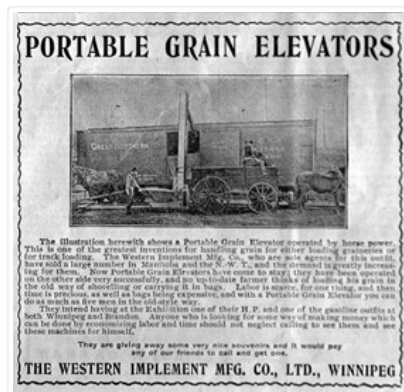 PORTABLE GRAIN ELEVATORS
GREAT NORTHERN
The illustration herewith shows a Portable Grain Elevator operated by horse power.
This is one of the greatest inventions for handling grain for either loading graineries or
for track loading. The Western Implement Mfg. Co., who are sole agents for this outfit,
have sold a large number in Manitoba and the N.-W. T., and the demand is greatly increas-
ing for them. Now Portable Grain Elevators have come to stay; they have been operated
on the other side very successfully, and no up-to-date farmer thinks of loading his grain in
the old way of shovelling or carrying it in bags. Labor is scarce, for one thing, and then
time is precious, as well as bags being expensive, and with a Portable Grain Elevator you can
do as much as five men in the old-style way.
They intend having at the Exhibition one of their H.P. and one of the gasoline outfits at
both Winnipeg and Brandon. Anyone who is looking for some way of making money which
can be done by economizing labor and time should not neglect calling to see them and see
these machines for himself.
They are giving away some very nice souvenirs and it would pay
any of our friends to call and get one.
THE WESTERN IMPLEMENT MFG. CO., LTD., WINNIPEG